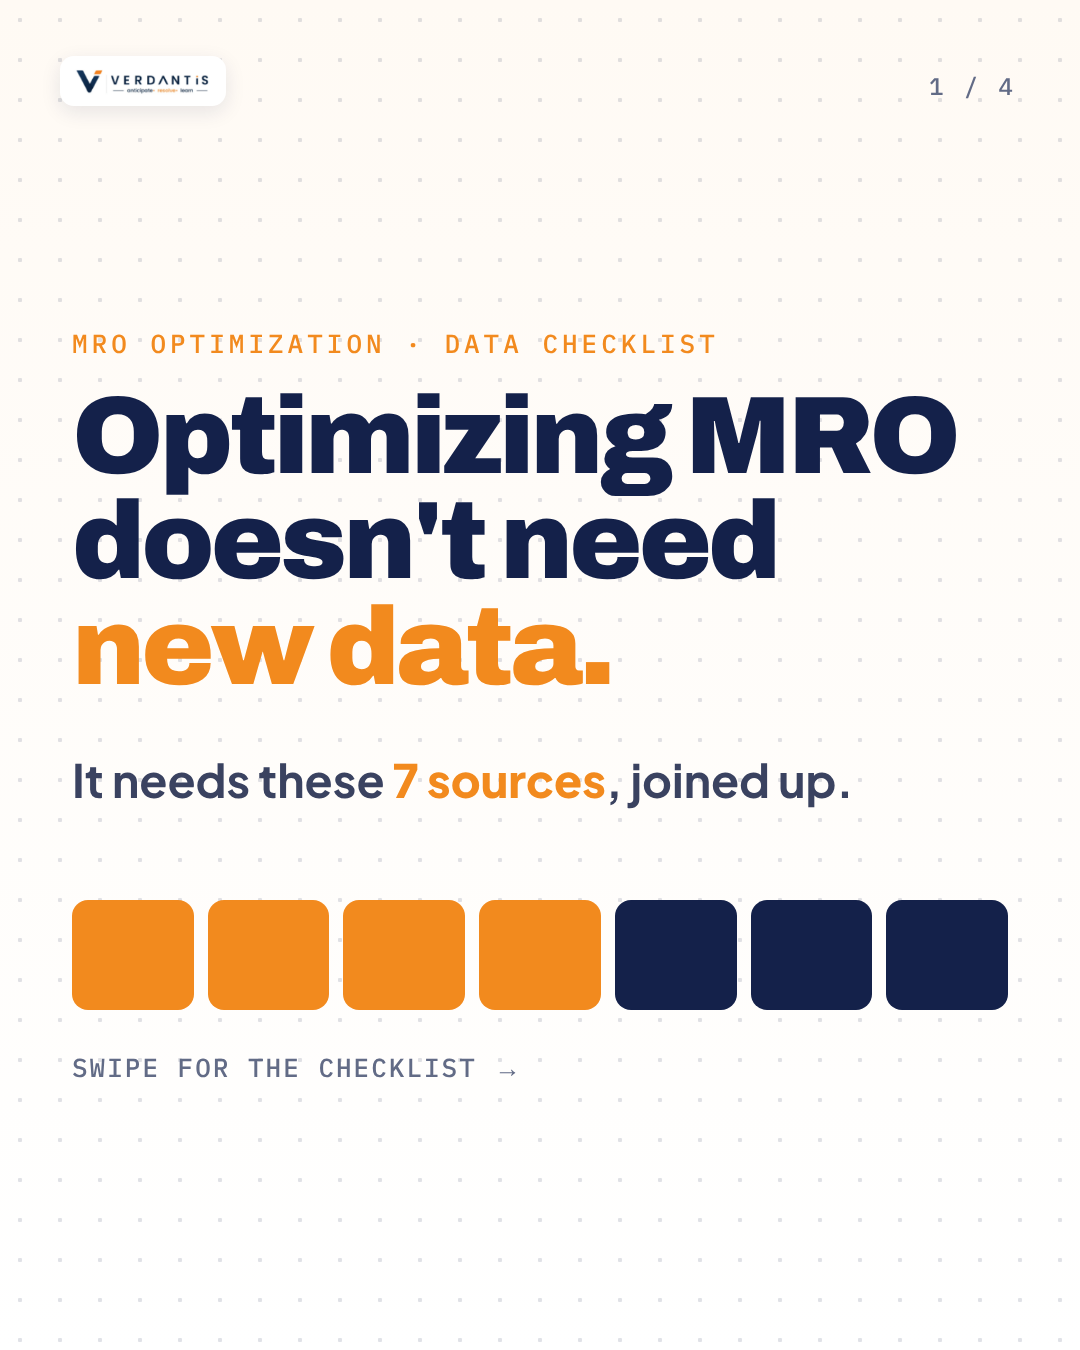 VERDANTIS
anticipate· resolve· learn
1 / 4
MRO OPTIMIZATION · DATA CHECKLIST
Optimizing MRO
doesn't need
new data.
It needs these 7 sources, joined up.
SWIPE FOR THE CHECKLIST →